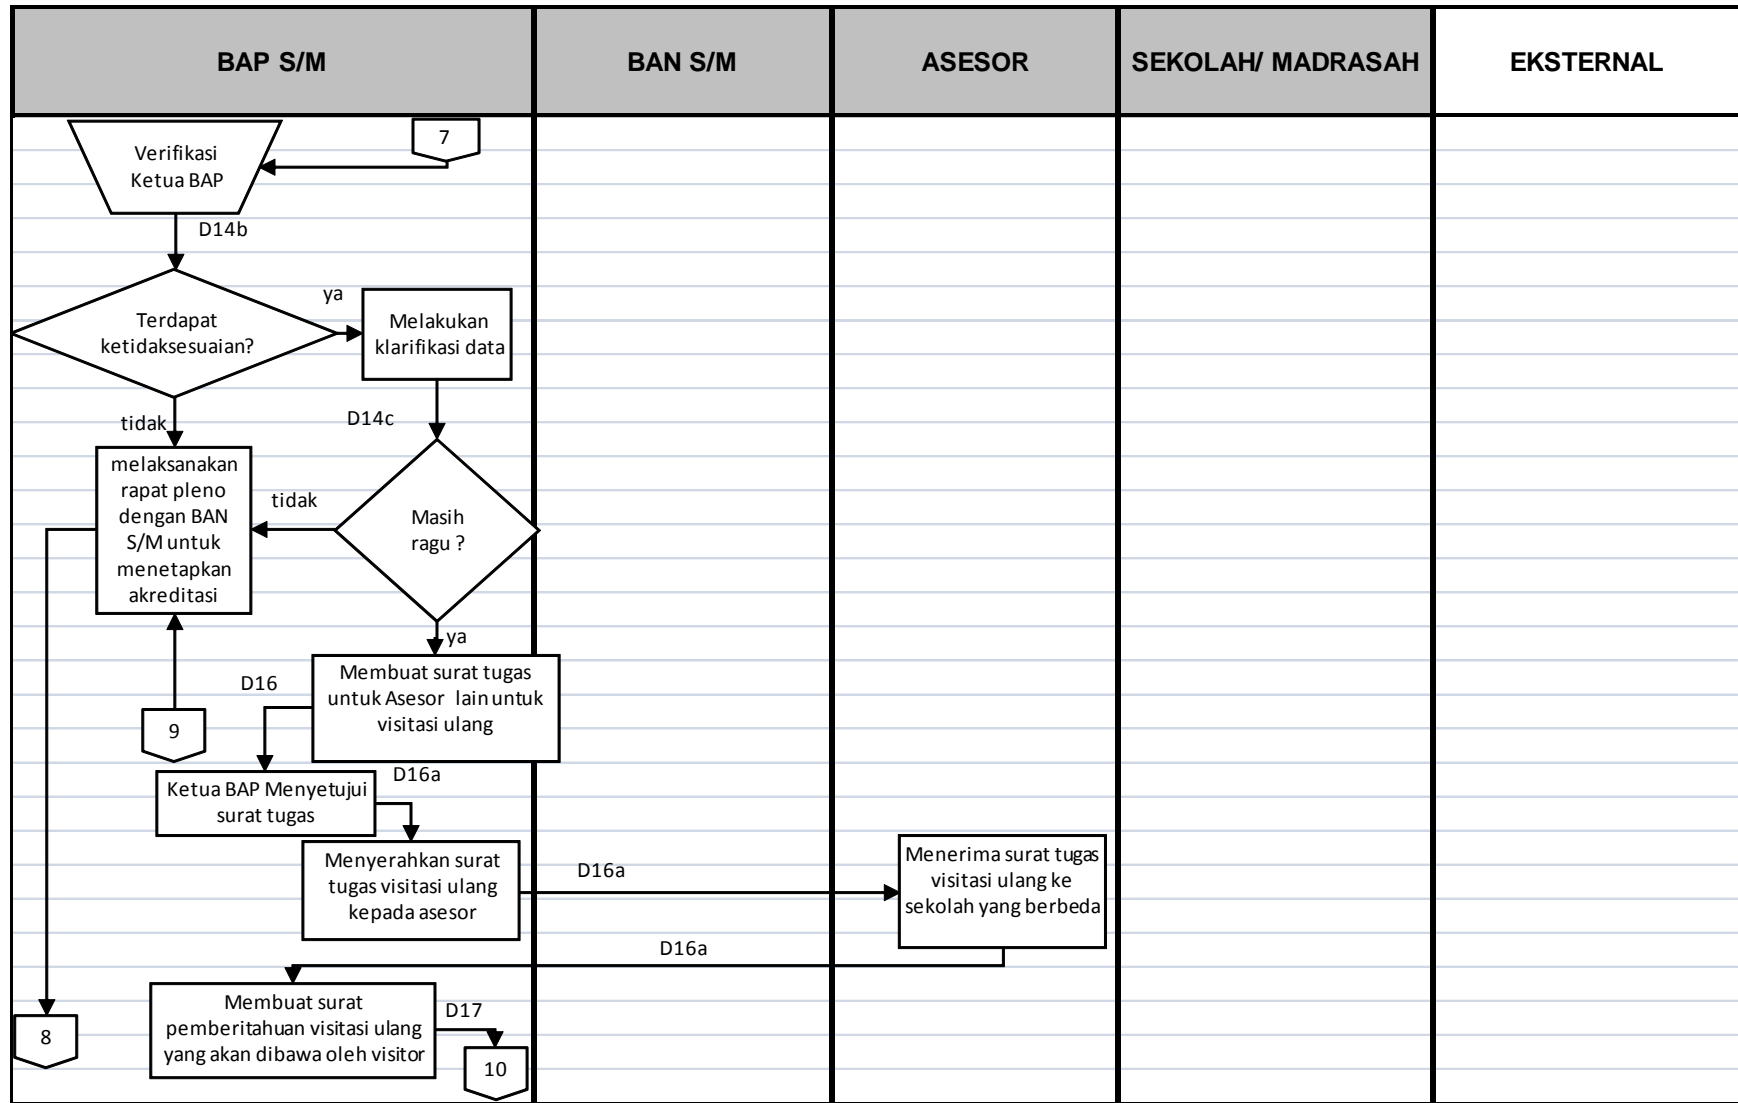 BAP S/M
BAN S/M
ASESOR
SEKOLAH/ MADRASAH
EKSTERNAL
7
Verifikasi
Ketua BAP
D14b
ya
Terdapat
ketidaksesuaian?
Melakukan
klarifikasi data
tidak
D14c
melaksanakan
rapat pleno
dengan BAN
S/M untuk
menetapkan
akreditasi
tidak
Masih
ragu ?
ya
Membuat surat tugas
untuk Asesor lain untuk
visitasi ulang
D16
9
D16a
Ketua BAP Menyetujui
surat tugas
Menyerahkan surat
tugas visitasi ulang
kepada asesor
D16a
Menerima surat tugas
visitasi ulang ke
sekolah yang berbeda
D16a
Membuat surat
pemberitahuan visitasi ulang
yang akan dibawa oleh visitor
D17
8
10